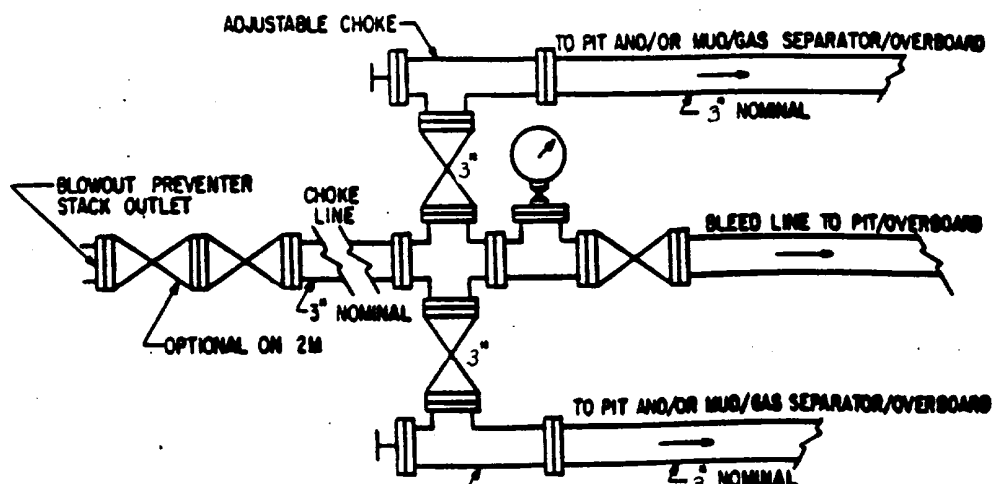 ADJUSTABLE CHOKE
TO PIT AND/OR MUD/GAS SEPARATOR/OVERBOARD
3" NOMINAL
3"
BLOWOUT PREVENTER
STACK OUTLET
CHOKE
LINE
BLEED LINE TO PIT/OVERBOARD
3" NOMINAL
OPTIONAL ON 2M
3"
TO PIT AND/OR MUD/GAS SEPARATOR/OVERBOARD
3" NOMINAL